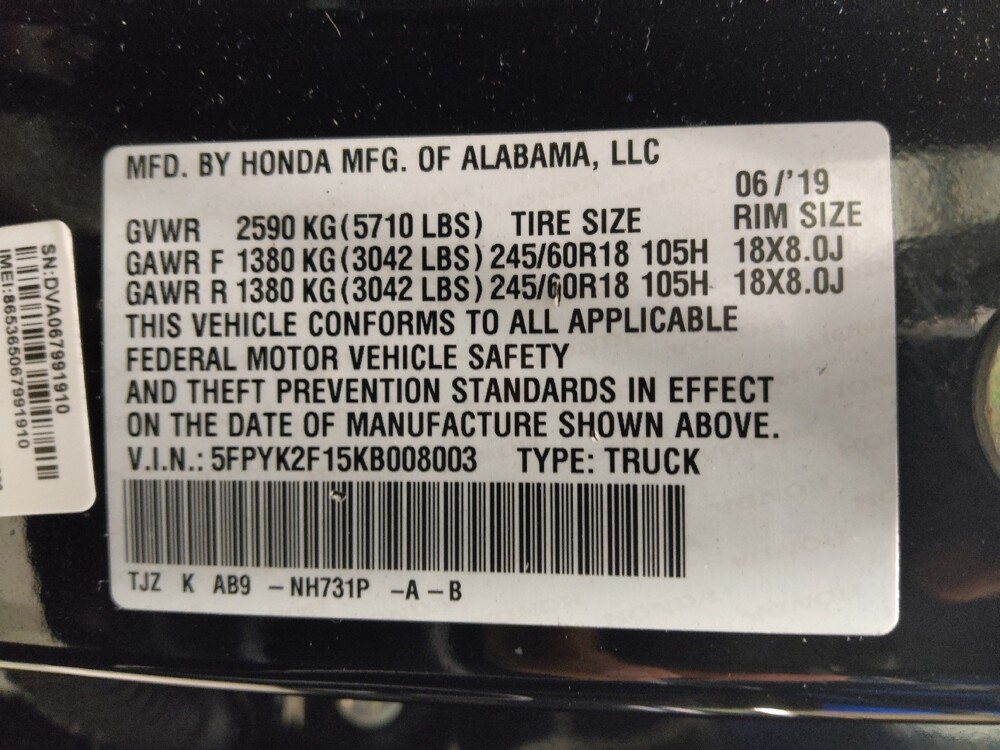 MFD. BY HONDA MFG. OF ALABAMA, LLC
06/'19
GVWR 2590 KG (5710 LBS) TIRE SIZE RIM SIZE
GAWR F 1380 KG (3042 LBS) 245/60R18 105H 18X8.0J
GAWR R 1380 KG (3042 LBS) 245/60R18 105H 18X8.0J
THIS VEHICLE CONFORMS TO ALL APPLICABLE
FEDERAL MOTOR VEHICLE SAFETY
AND THEFT PREVENTION STANDARDS IN EFFECT
ON THE DATE OF MANUFACTURE SHOWN ABOVE.
V.I.N.: 5FPYK2F15KB008003 TYPE: TRUCK
TJZ K AB9 -NH731P -A-B
SN:DVA067991910
IMEI:865365067991910